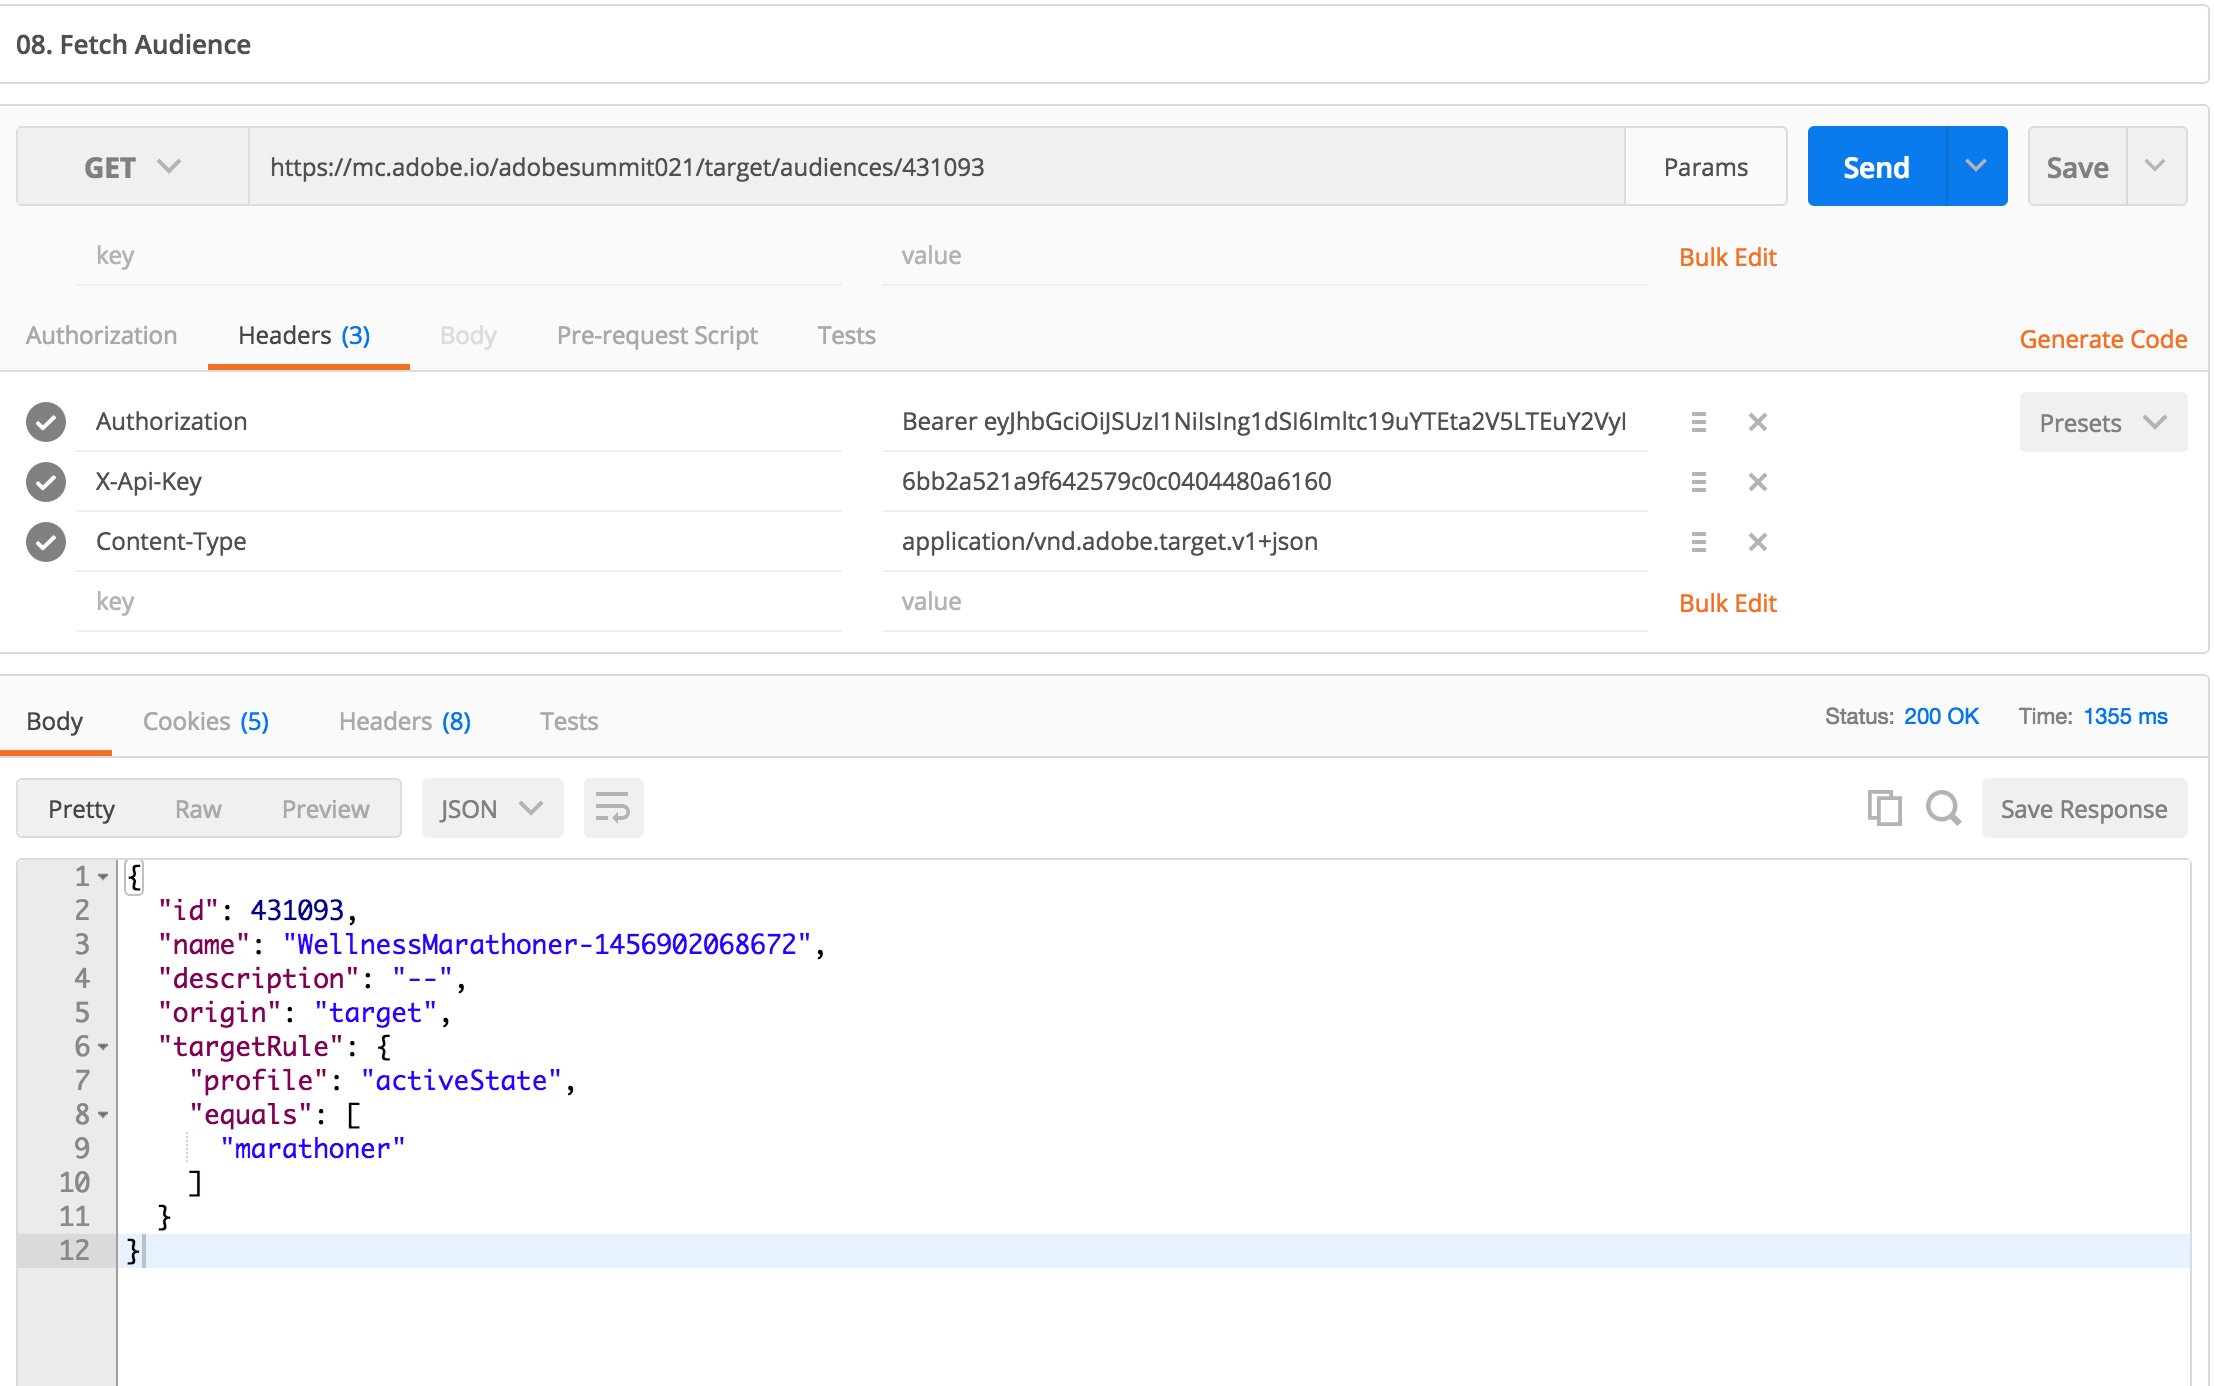 08. Fetch Audience
GET https://mc.adobe.io/adobesummit021/target/audiences/431093 Params Send Save
key value Bulk Edit
Authorization Headers (3) Body Pre-request Script Tests Generate Code
Authorization Bearer eyJhbGciOiJSUzI1NiIsIng1dSI6Imltc19uYTEta2V5LTEuY2VyI Presets
X-Api-Key 6bb2a521a9f642579c0c0404480a6160
Content-Type application/vnd.adobe.target.v1+json
key value Bulk Edit
Body Cookies (5) Headers (8) Tests Status: 200 OK Time: 1355 ms
Pretty Raw Preview JSON Save Response
1 {
2 "id": 431093,
3 "name": "WellnessMarathoner-1456902068672",
4 "description": "--",
5 "origin": "target",
6 "targetRule": {
7 "profile": "activeState",
8 "equals": [
9 "marathoner"
10 ]
11 }
12 }